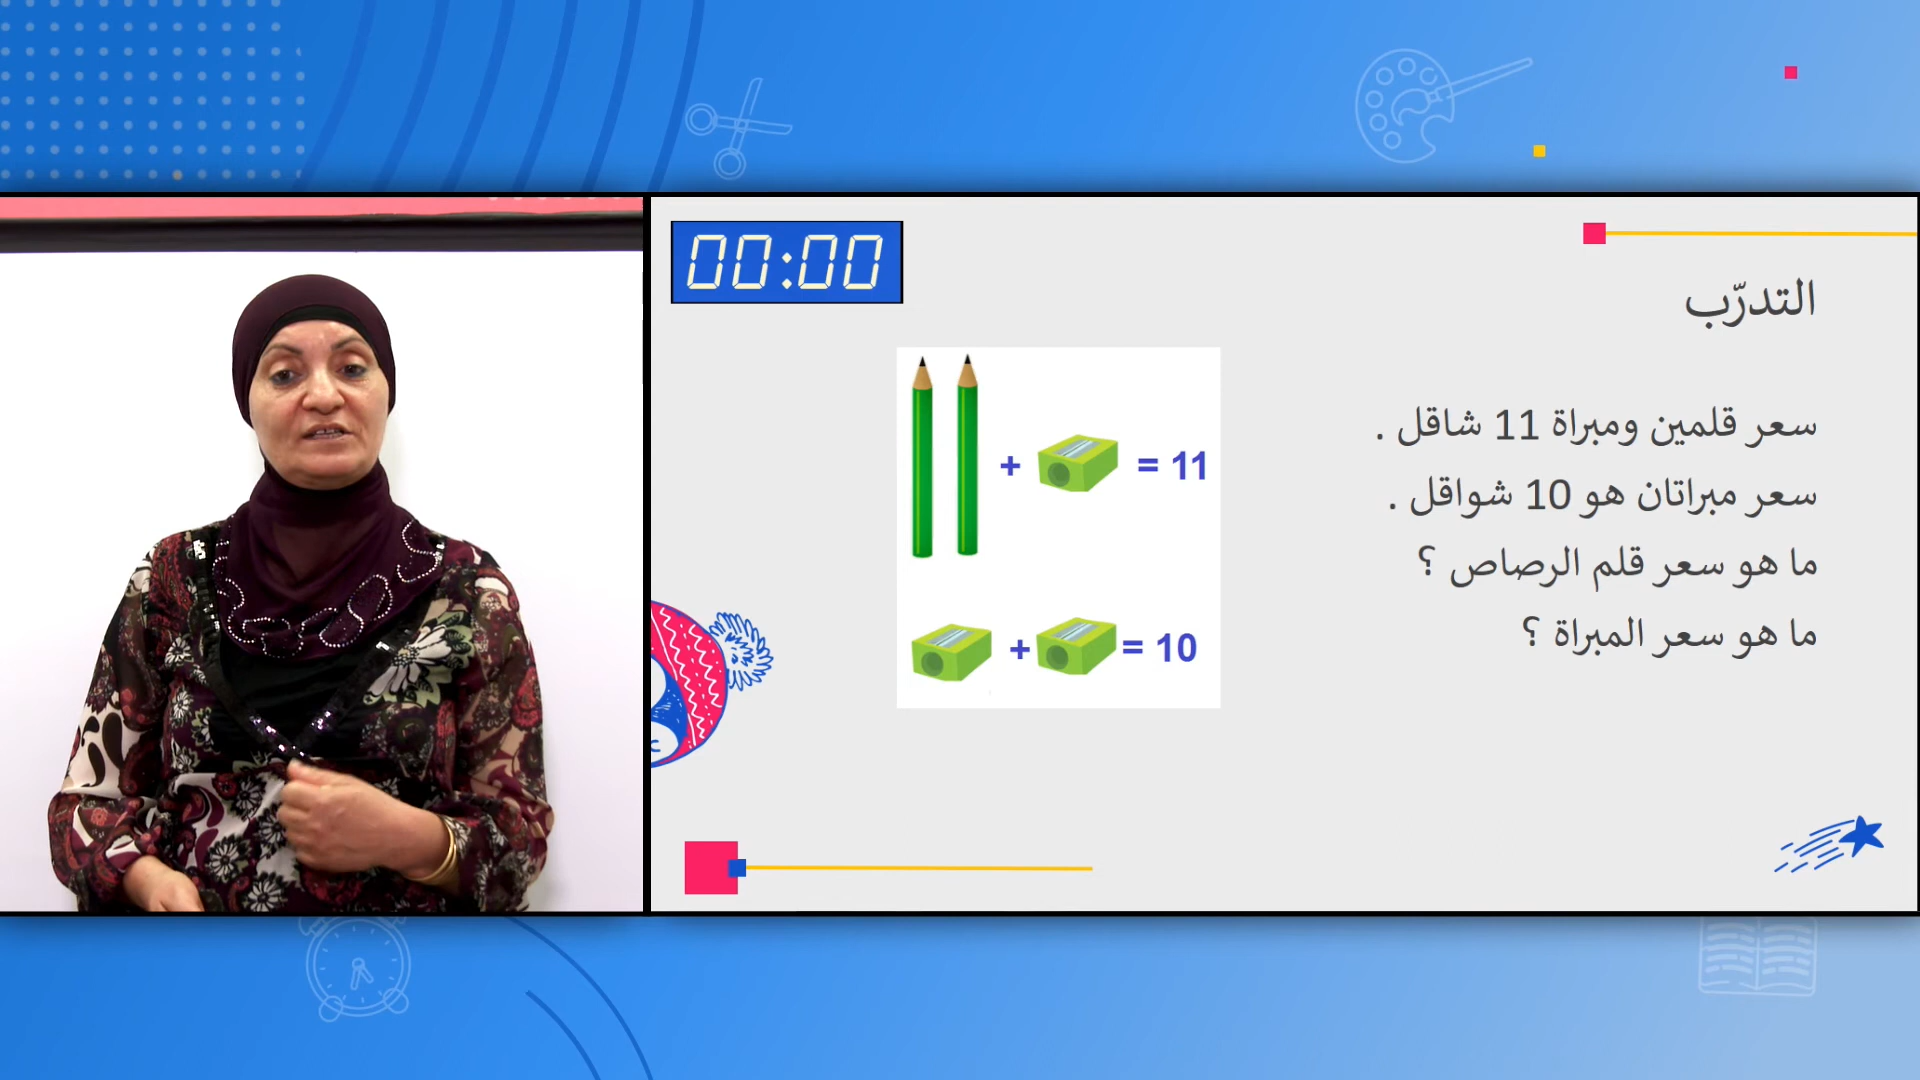 00:00
التدرّب
سعر قلمين ومبراة 11 شاقل .
سعر مبراتان هو 10 شواقل .
ما هو سعر قلم الرصاص ؟
ما هو سعر المبراة ؟
+ = 11
+ = 10